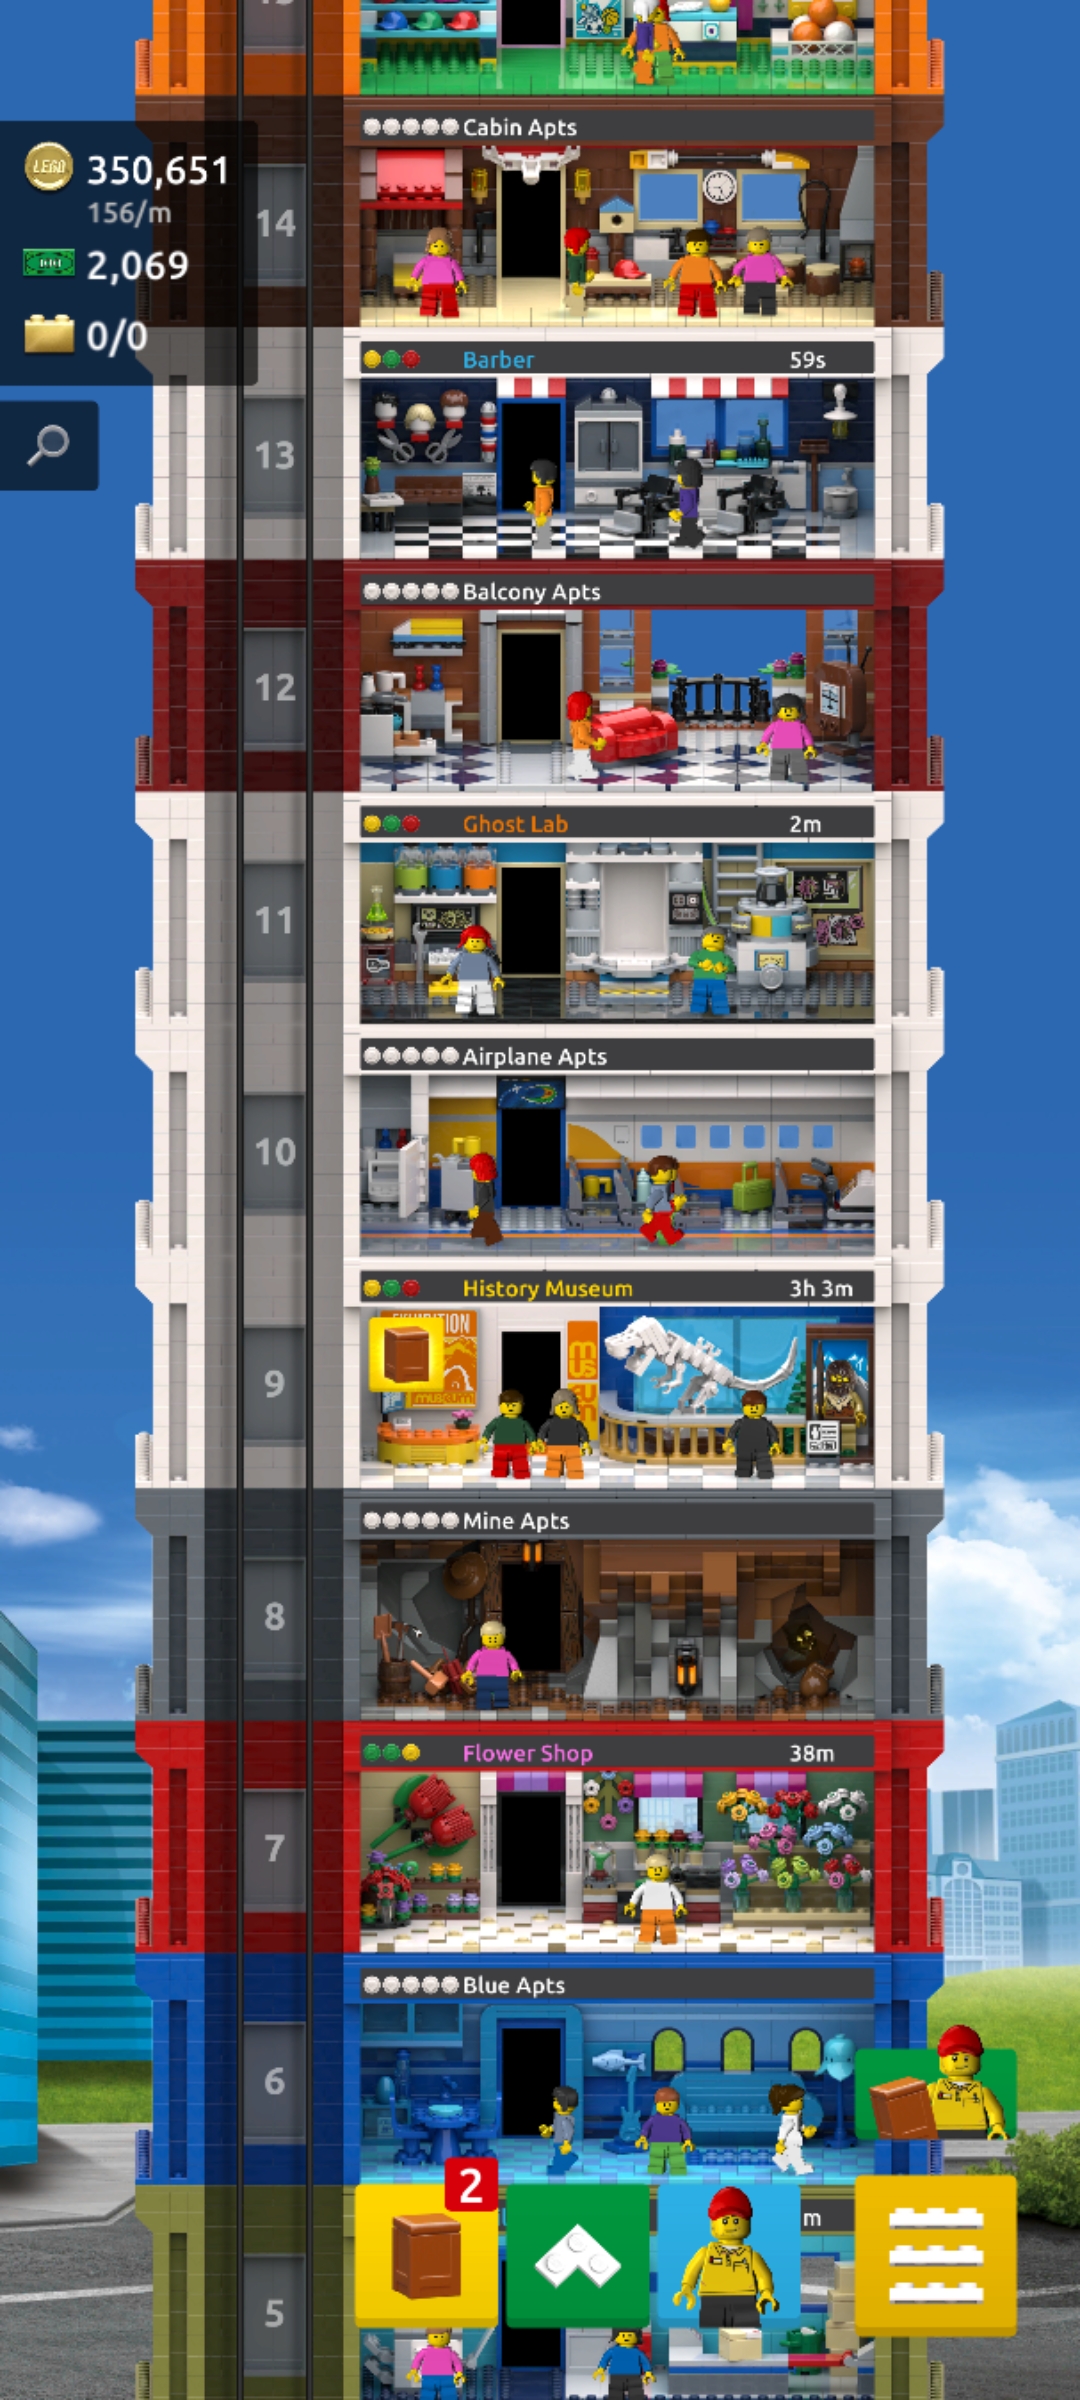 Cabin Apts
LEGO
350,651
156/m
2,069
0/0
14
Barber 59s
13
Balcony Apts
12
Ghost Lab 2m
11
Airplane Apts
10
History Museum 3h 3m
EXHIBITION
museum
9
Mine Apts
8
Flower Shop 38m
7
Blue Apts
6
2
m
5